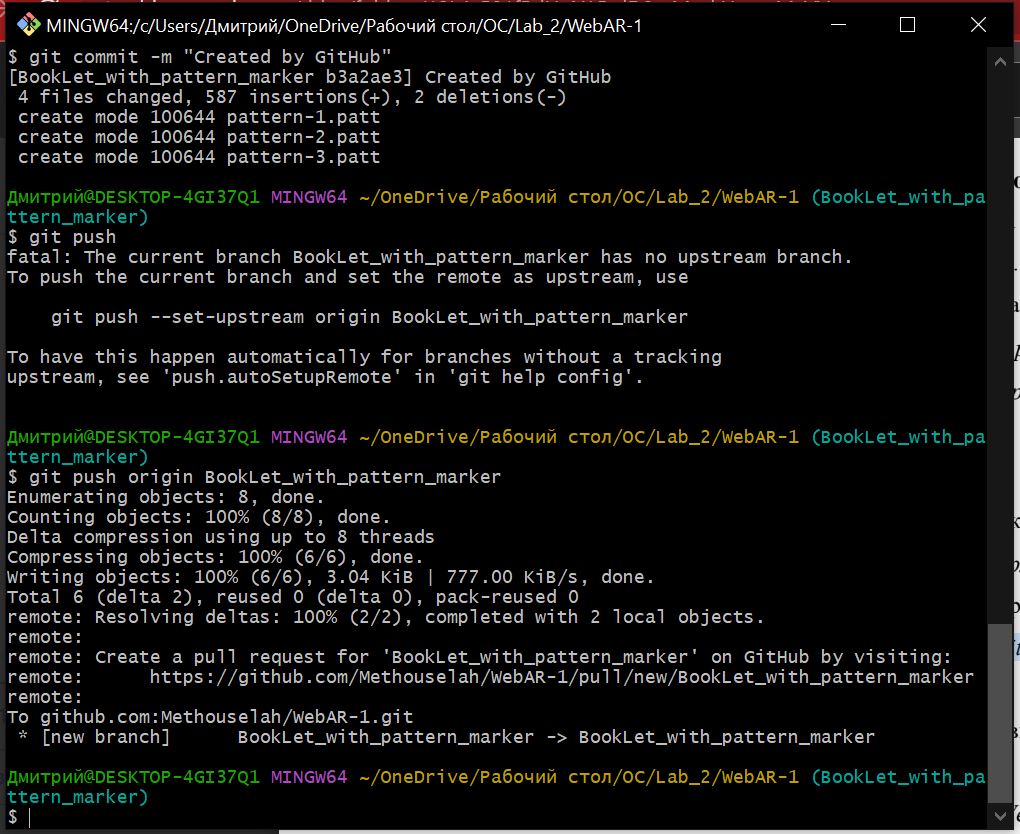 MINGW64:/c/Users/Дмитрий/OneDrive/Рабочий стол/ОС/Lab_2/WebAR-1
$ git commit -m "Created by GitHub"
[BookLet_with_pattern_marker b3a2ae3] Created by GitHub
 4 files changed, 587 insertions(+), 2 deletions(-)
 create mode 100644 pattern-1.patt
 create mode 100644 pattern-2.patt
 create mode 100644 pattern-3.patt
Дмитрий@DESKTOP-4GI37Q1 MINGW64 ~/OneDrive/Рабочий стол/ОС/Lab_2/WebAR-1 (BookLet_with_pa
ttern_marker)
$ git push
fatal: The current branch BookLet_with_pattern_marker has no upstream branch.
To push the current branch and set the remote as upstream, use
    git push --set-upstream origin BookLet_with_pattern_marker
To have this happen automatically for branches without a tracking
upstream, see 'push.autoSetupRemote' in 'git help config'.
Дмитрий@DESKTOP-4GI37Q1 MINGW64 ~/OneDrive/Рабочий стол/ОС/Lab_2/WebAR-1 (BookLet_with_pa
ttern_marker)
$ git push origin BookLet_with_pattern_marker
Enumerating objects: 8, done.
Counting objects: 100% (8/8), done.
Delta compression using up to 8 threads
Compressing objects: 100% (6/6), done.
Writing objects: 100% (6/6), 3.04 KiB | 777.00 KiB/s, done.
Total 6 (delta 2), reused 0 (delta 0), pack-reused 0
remote: Resolving deltas: 100% (2/2), completed with 2 local objects.
remote:
remote: Create a pull request for 'BookLet_with_pattern_marker' on GitHub by visiting:
remote:      https://github.com/Methouselah/WebAR-1/pull/new/BookLet_with_pattern_marker
remote:
To github.com:Methouselah/WebAR-1.git
 * [new branch]      BookLet_with_pattern_marker -> BookLet_with_pattern_marker
Дмитрий@DESKTOP-4GI37Q1 MINGW64 ~/OneDrive/Рабочий стол/ОС/Lab_2/WebAR-1 (BookLet_with_pa
ttern_marker)
$